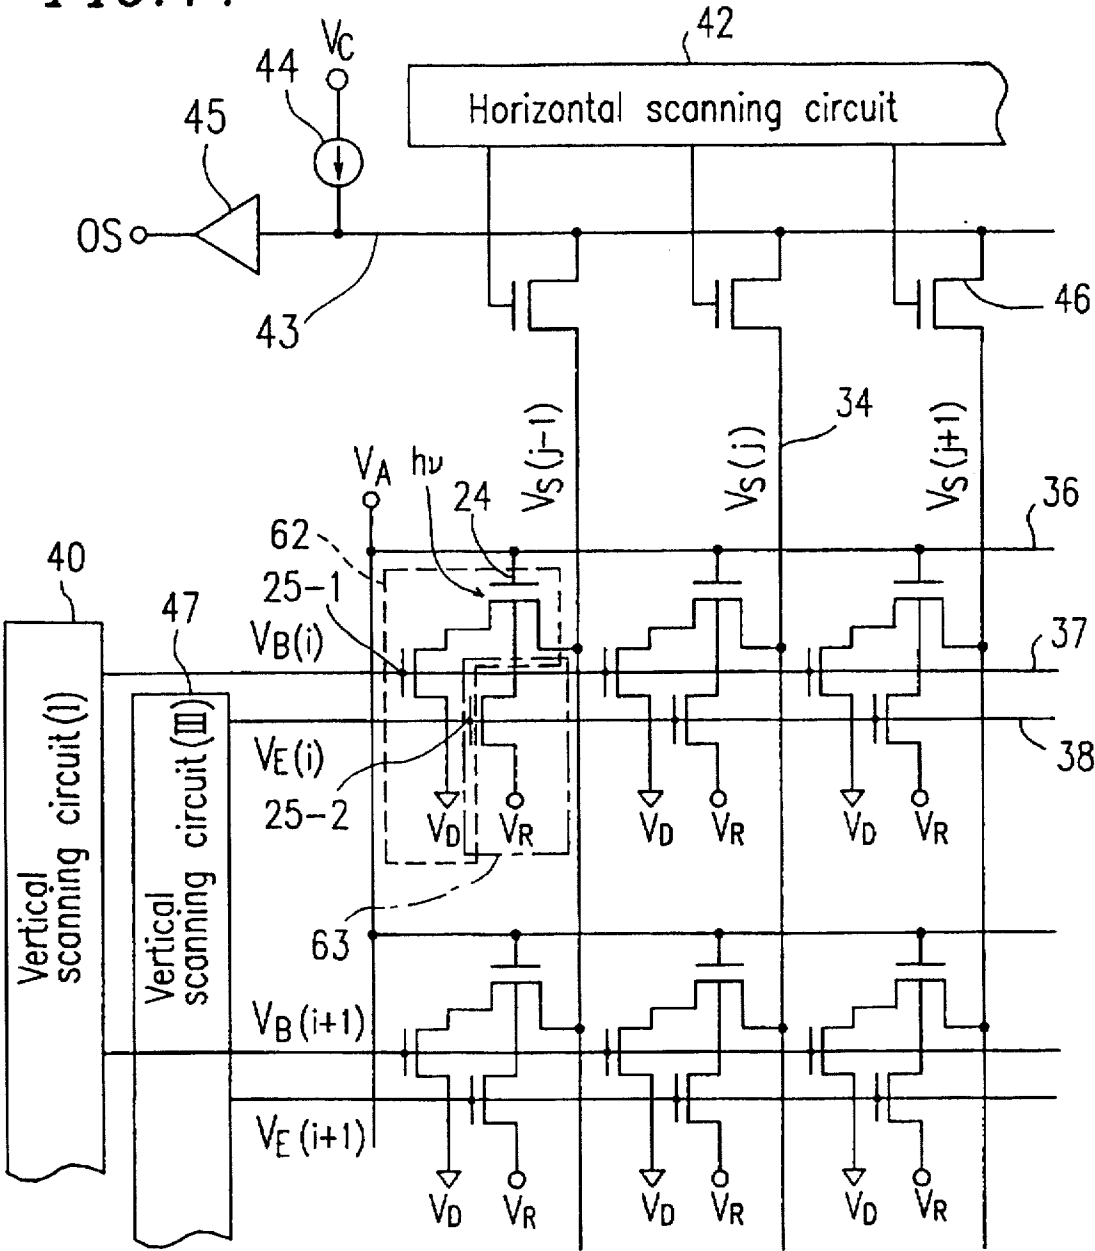 42
VC
44
Horizontal scanning circuit
45
OS
43
46
VS(j−1)
VS(j)
34
VS(j+1)
VA
hν
24
36
62
40
25-1
47
VB(i)
37
VE(i)
38
25-2
VD
VR
VD
VR
VD
VR
Vertical
scanning circuit(I)
Vertical
scanning circuit(III)
63
VB(i+1)
VE(i+1)
VD
VR
VD
VR
VD
VR